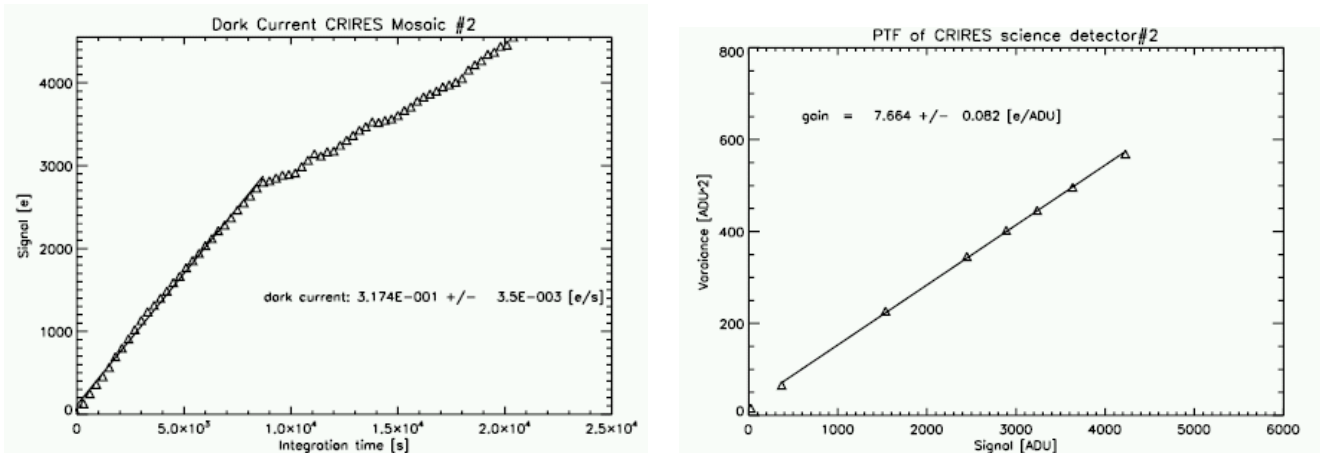 Dark Current CRIRES Mosaic #2
Signal [e]
4000
3000
2000
1000
0
dark current: 3.174E-001 +/- 3.5E-003 [e/s]
0 5.0×10³ 1.0×10⁴ 1.5×10⁴ 2.0×10⁴ 2.5×10⁴
Integration time [s]
PTF of CRIRES science detector#2
Varaiance [ADU^2]
800
600
400
200
0
gain = 7.664 +/- 0.082 [e/ADU]
0 1000 2000 3000 4000 5000 6000
Signal [ADU]